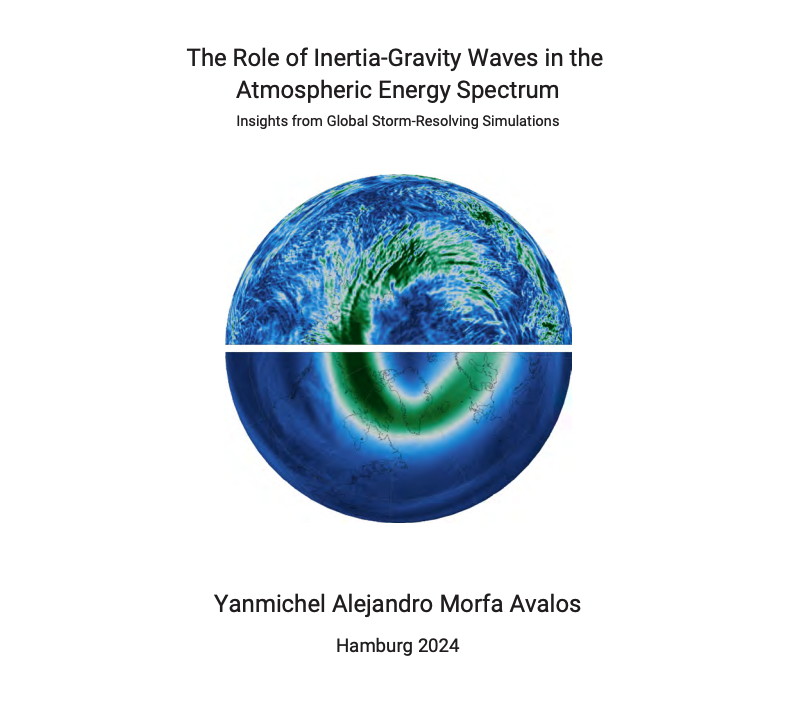 The Role of Inertia-Gravity Waves in the
Atmospheric Energy Spectrum
Insights from Global Storm-Resolving Simulations
Yanmichel Alejandro Morfa Avalos
Hamburg 2024